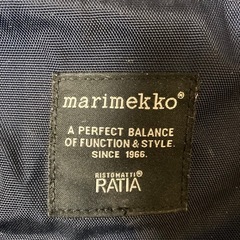 marimekko®
A PERFECT BALANCE
OF FUNCTION & STYLE.
SINCE 1966.
RISTOMATTI®
RATIA